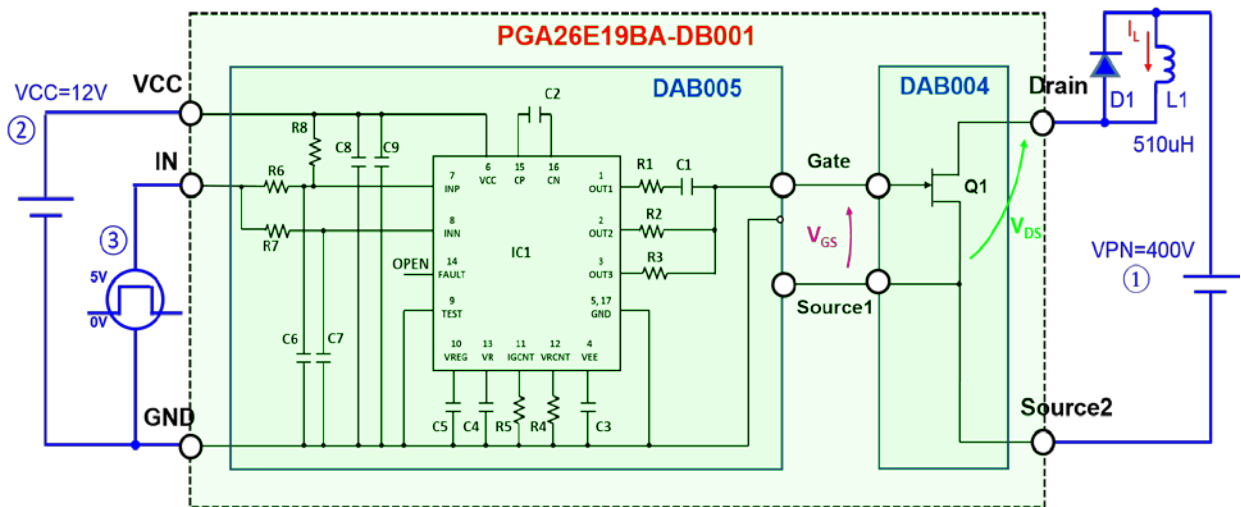 PGA26E19BA-DB001
DAB005
DAB004
VCC
VCC=12V
②
IN
③
5V
0V
GND
R8
C8
C9
R6
R7
C6
C7
C2
15 CP
16 CN
6 VCC
7 INP
8 INN
OPEN
14 FAULT
9 TEST
IC1
1 OUT1
2 OUT2
3 OUT3
5, 17 GND
10 VREG
13 VR
11 IGCNT
12 VRCNT
4 VEE
R1
C1
R2
R3
C5
C4
R5
R4
C3
Gate
VGS
Source1
Q1
VDS
Drain
D1
IL
L1
510uH
VPN=400V
①
Source2